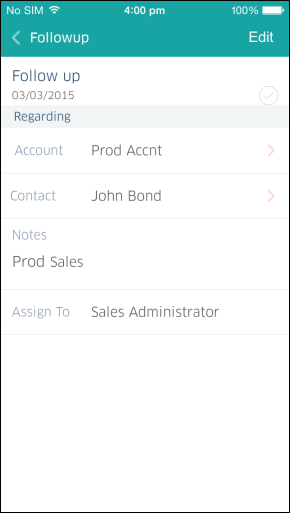 No SIM 4:00 pm 100%
Followup Edit
Follow up
03/03/2015
Regarding
Account Prod Accnt
Contact John Bond
Notes
Prod Sales
Assign To Sales Administrator